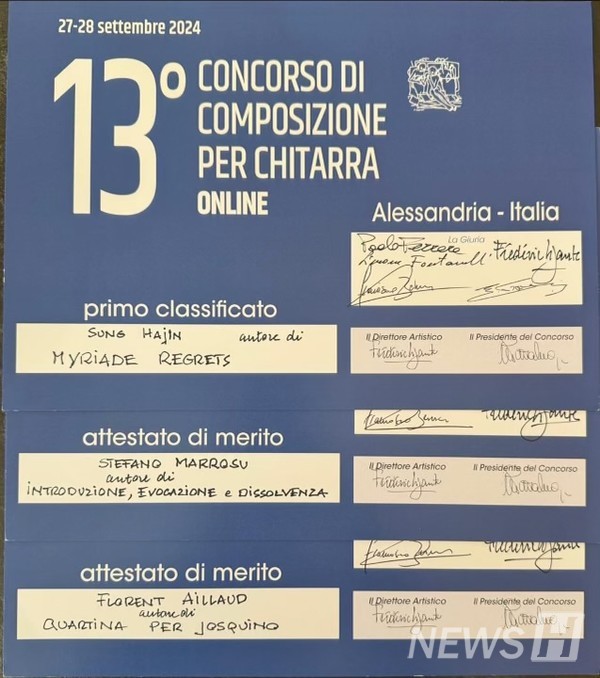 27-28 settembre 2024
13°
CONCORSO DI
COMPOSIZIONE
PER CHITARRA
ONLINE
Alessandria - Italia
La Giuria
primo classificato
SUNG HAJIN autore di
MYRIADE REGRETS
Il Direttore Artistico
Il Presidente del Concorso
attestato di merito
STEFANO MARROSU
autore di
INTRODUZIONE, EVOCAZIONE e DISSOLVENZA
Il Direttore Artistico
Il Presidente del Concorso
attestato di merito
FLORENT AILLAUD
autore di
QUARTINA PER JOSQUINO
Il Direttore Artistico
Il Presidente del Concorso
NEWS H